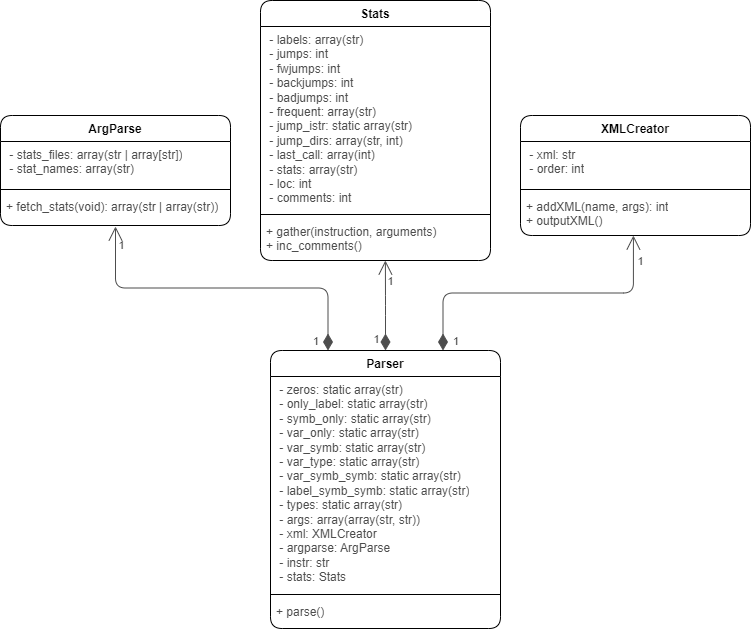 Stats
- labels: array(str)
- jumps: int
- fwjumps: int
- backjumps: int
- badjumps: int
- frequent: array(str)
- jump_istr: static array(str)
- jump_dirs: array(str, int)
- last_call: array(int)
- stats: array(str)
- loc: int
- comments: int
+ gather(instruction, arguments)
+ inc_comments()
ArgParse
- stats_files: array(str | array[str])
- stat_names: array(str)
+ fetch_stats(void): array(str | array(str))
XMLCreator
- xml: str
- order: int
+ addXML(name, args): int
+ outputXML()
1
1
1
1
1
1
Parser
- zeros: static array(str)
- only_label: static array(str)
- symb_only: static array(str)
- var_only: static array(str)
- var_symb: static array(str)
- var_type: static array(str)
- var_symb_symb: static array(str)
- label_symb_symb: static array(str)
- types: static array(str)
- args: array(array(str, str))
- xml: XMLCreator
- argparse: ArgParse
- instr: str
- stats: Stats
+ parse()